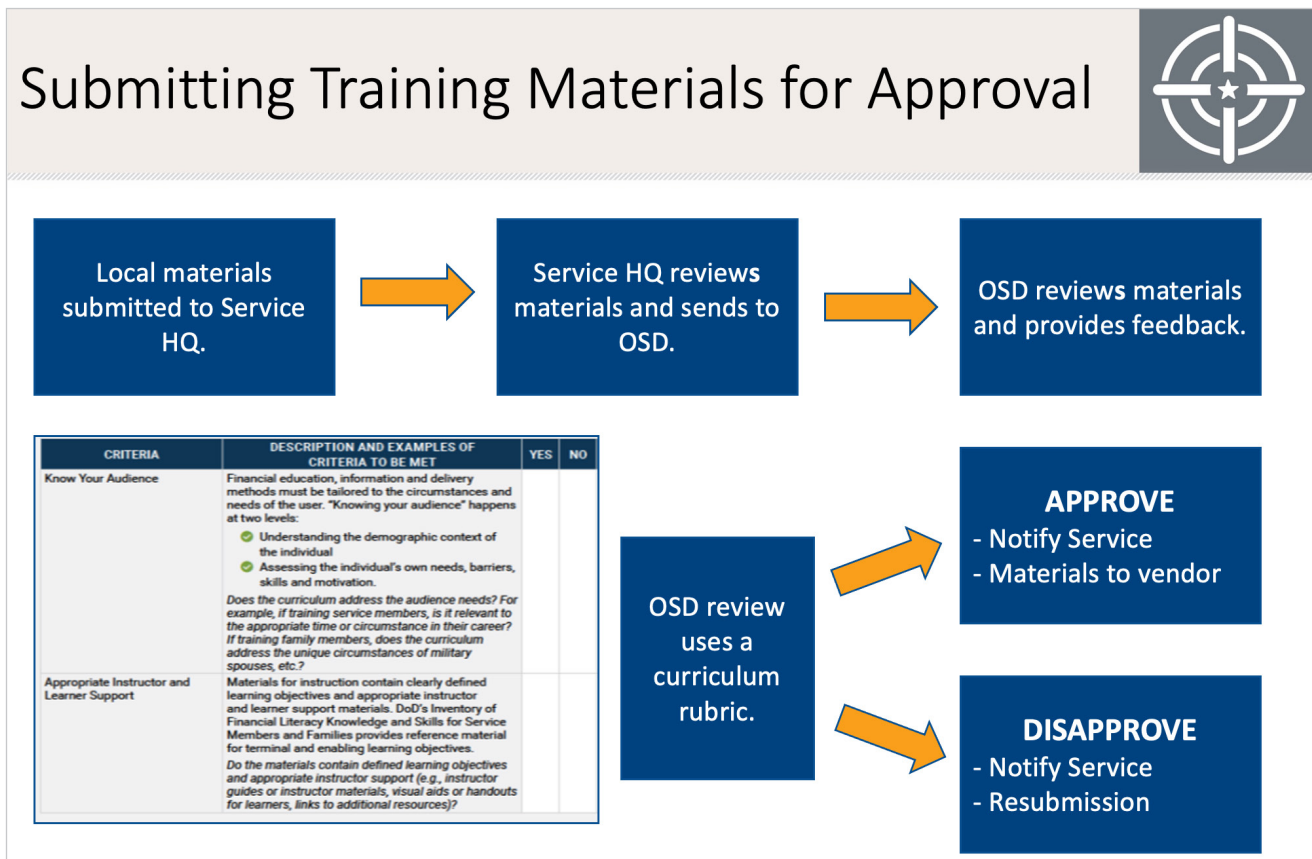 Submitting Training Materials for Approval
Local materials
submitted to Service
HQ.
Service HQ reviews
materials and sends to
OSD.
OSD reviews materials
and provides feedback.
CRITERIA
DESCRIPTION AND EXAMPLES OF
CRITERIA TO BE MET
YES
NO
Know Your Audience
Financial education, information and delivery
methods must be tailored to the circumstances and
needs of the user. "Knowing your audience" happens
at two levels:
Understanding the demographic context of
the individual
Assessing the individual's own needs, barriers,
skills and motivation.
Does the curriculum address the audience needs? For
example, if training service members, is it relevant to
the appropriate time or circumstance in their career?
If training family members, does the curriculum
address the unique circumstances of military
spouses, etc.?
Appropriate Instructor and
Learner Support
Materials for instruction contain clearly defined
learning objectives and appropriate instructor
and learner support materials. DoD's Inventory of
Financial Literacy Knowledge and Skills for Service
Members and Families provides reference material
for terminal and enabling learning objectives.
Do the materials contain defined learning objectives
and appropriate instructor support (e.g., instructor
guides or instructor materials, visual aids or handouts
for learners, links to additional resources)?
OSD review
uses a
curriculum
rubric.
APPROVE
- Notify Service
- Materials to vendor
DISAPPROVE
- Notify Service
- Resubmission